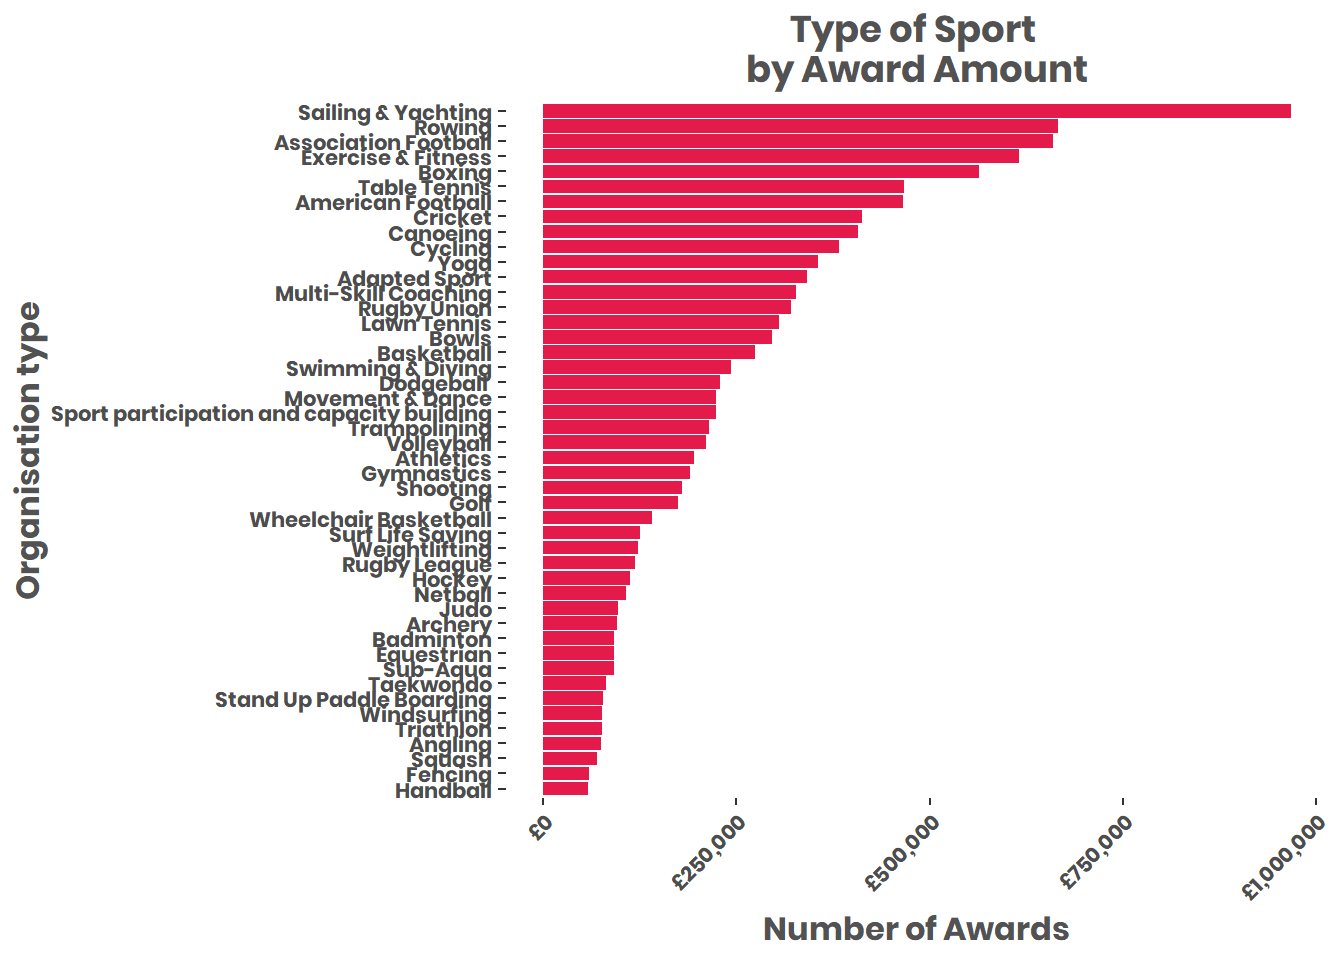 Type of Sport
by Award Amount
Organisation type
Sailing & Yachting
Rowing
Association Football
Exercise & Fitness
Boxing
Table Tennis
American Football
Cricket
Canoeing
Cycling
Yoga
Adapted Sport
Multi-Skill Coaching
Rugby Union
Lawn Tennis
Bowls
Basketball
Swimming & Diving
Dodgeball
Movement & Dance
Sport participation and capacity building
Trampolining
Volleyball
Athletics
Gymnastics
Shooting
Golf
Wheelchair Basketball
Surf Life Saving
Weightlifting
Rugby League
Hockey
Netball
Judo
Archery
Badminton
Equestrian
Sub-Aqua
Taekwondo
Stand Up Paddle Boarding
Windsurfing
Triathlon
Angling
Squash
Fencing
Handball
£0
£250,000
£500,000
£750,000
£1,000,000
Number of Awards